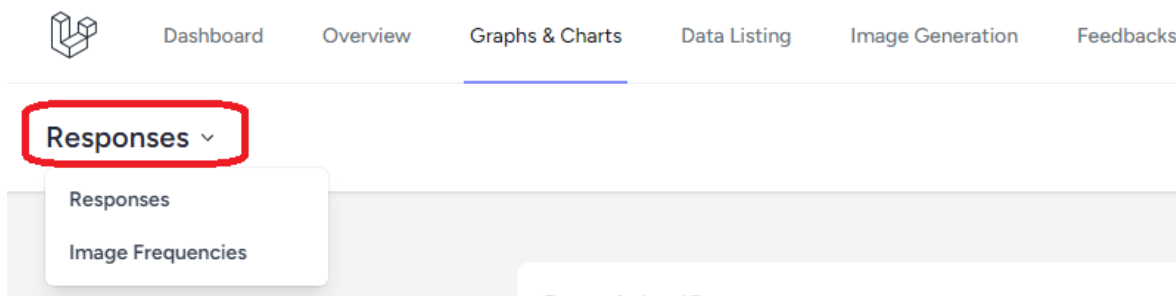 Dashboard Overview Graphs & Charts Data Listing Image Generation Feedbacks
Responses
Responses
Image Frequencies